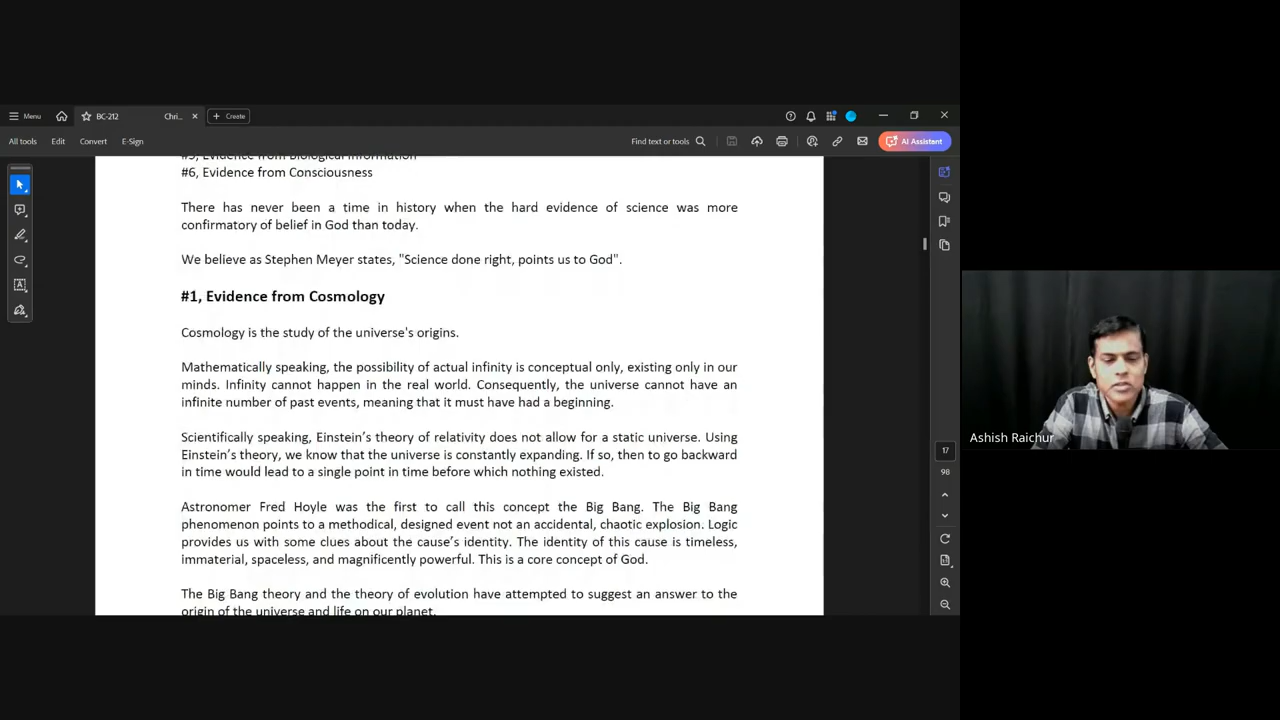 Menu
BC-212
Chri...
Create
All tools
Edit
Convert
E-Sign
Find text or tools
AI Assistant
#5, Evidence from Biological Information
#6, Evidence from Consciousness
There has never been a time in history when the hard evidence of science was more
confirmatory of belief in God than today.
We believe as Stephen Meyer states, "Science done right, points us to God".
#1, Evidence from Cosmology
Cosmology is the study of the universe's origins.
Mathematically speaking, the possibility of actual infinity is conceptual only, existing only in our
minds. Infinity cannot happen in the real world. Consequently, the universe cannot have an
infinite number of past events, meaning that it must have had a beginning.
Scientifically speaking, Einstein’s theory of relativity does not allow for a static universe. Using
Einstein’s theory, we know that the universe is constantly expanding. If so, then to go backward
in time would lead to a single point in time before which nothing existed.
Astronomer Fred Hoyle was the first to call this concept the Big Bang. The Big Bang
phenomenon points to a methodical, designed event not an accidental, chaotic explosion. Logic
provides us with some clues about the cause’s identity. The identity of this cause is timeless,
immaterial, spaceless, and magnificently powerful. This is a core concept of God.
The Big Bang theory and the theory of evolution have attempted to suggest an answer to the
origin of the universe and life on our planet.
17
98
Ashish Raichur